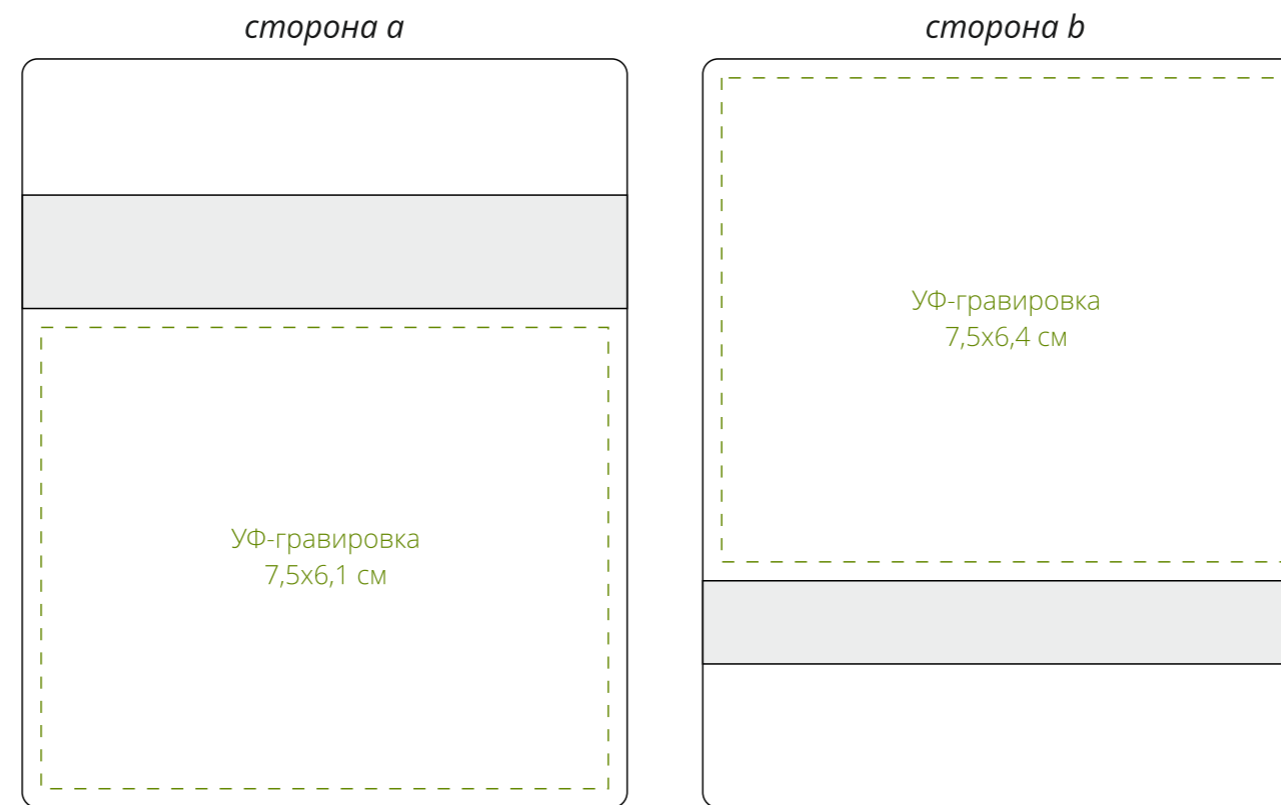 сторона a
сторона b
УФ-гравировка
7,5x6,4 см
УФ-гравировка
7,5x6,1 см